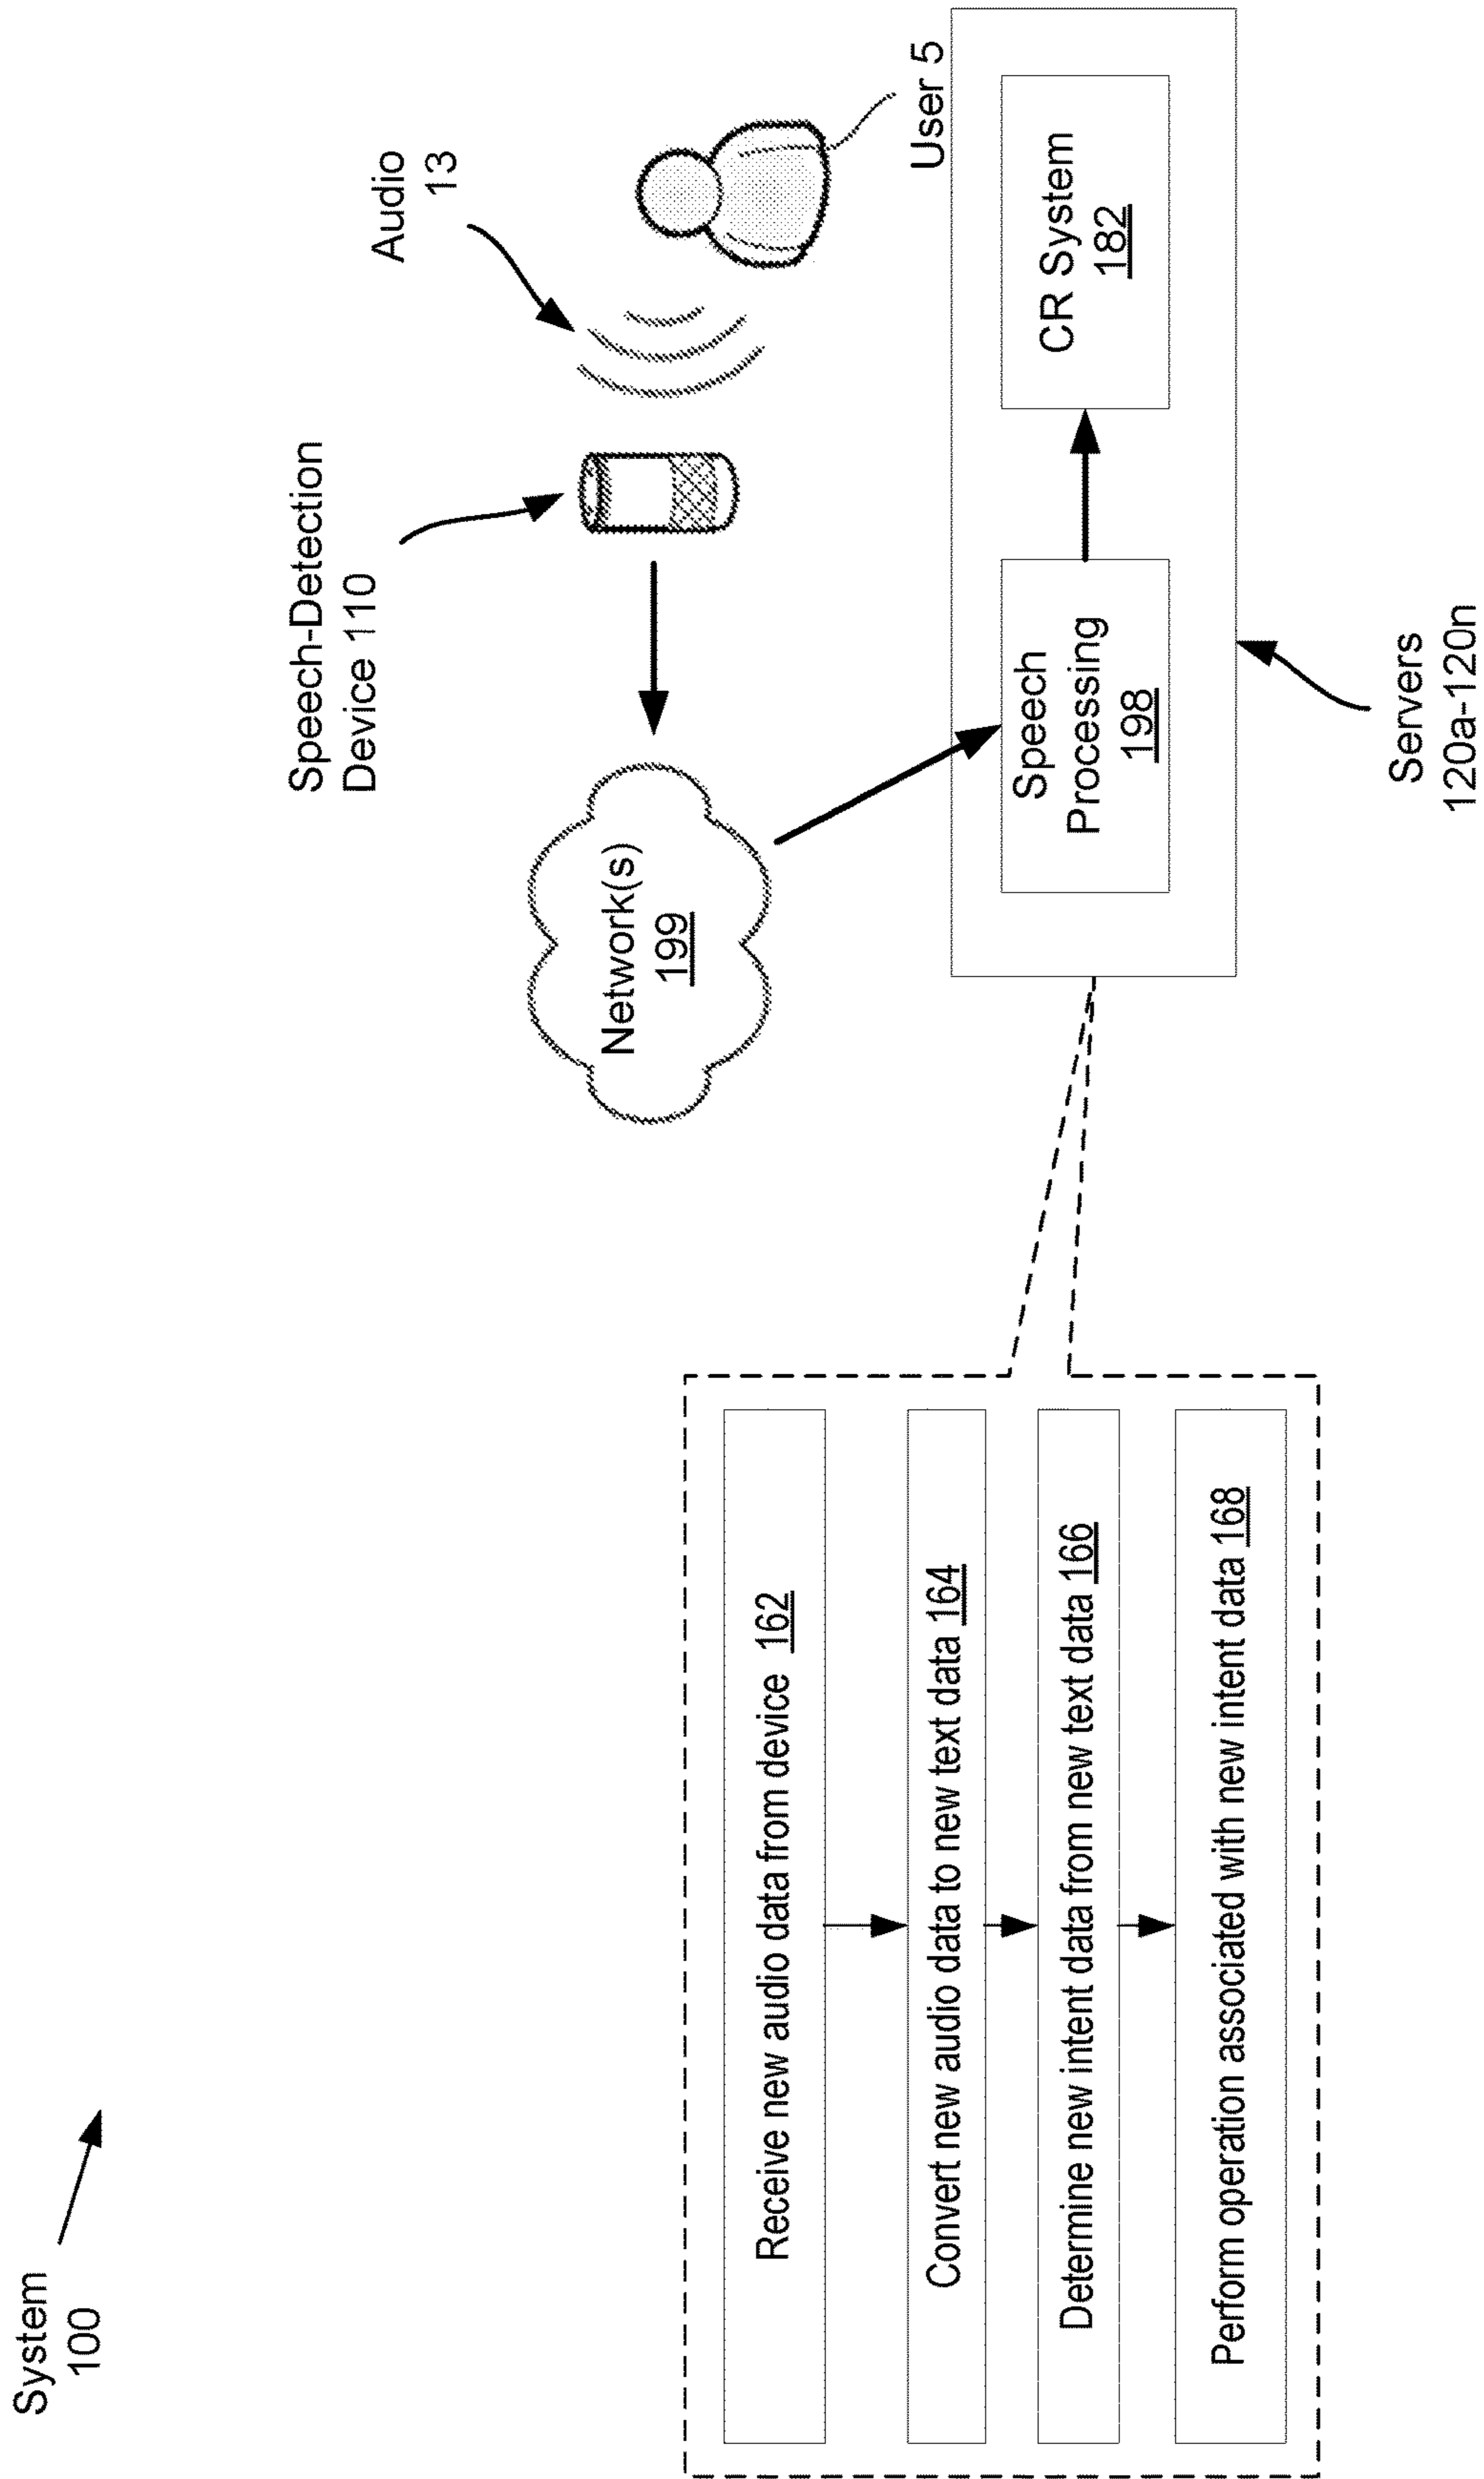 System
100
Receive new audio data from device 162
Convert new audio data to new text data 164
Determine new intent data from new text data 166
Perform operation associated with new intent data 168
Speech-Detection
Device 110
Audio
13
Network(s)
199
User 5
Speech
Processing
198
CR System
182
Servers
120a-120n